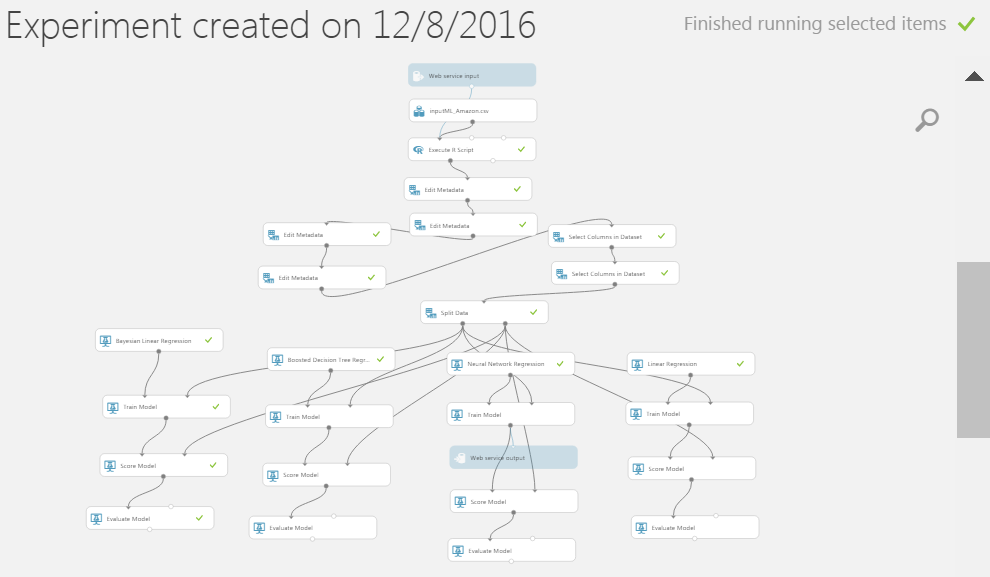 Experiment created on 12/8/2016
Finished running selected items
Web service input
inputML_Amazon.csv
Execute R Script
Edit Metadata
Edit Metadata
Edit Metadata
Select Columns in Dataset
Edit Metadata
Select Columns in Dataset
Split Data
Bayesian Linear Regression
Boosted Decision Tree Regr...
Neural Network Regression
Linear Regression
Train Model
Train Model
Train Model
Train Model
Web service output
Score Model
Score Model
Score Model
Score Model
Evaluate Model
Evaluate Model
Evaluate Model
Evaluate Model